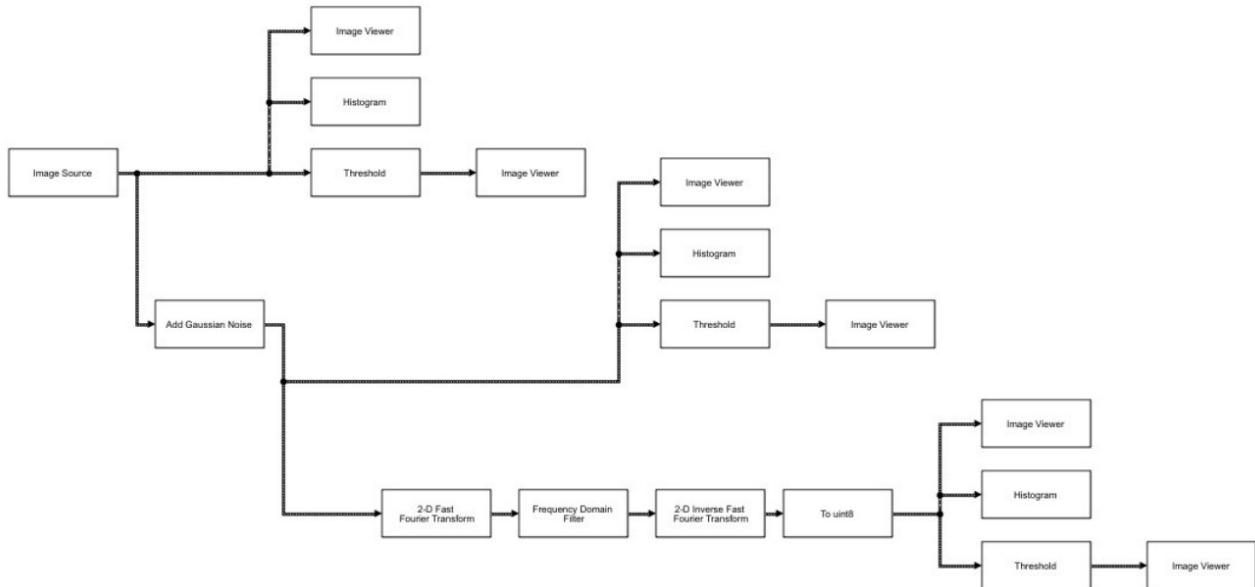 Image Viewer
Histogram
Image Source
Threshold
Image Viewer
Image Viewer
Histogram
Add Gaussian Noise
Threshold
Image Viewer
Image Viewer
2-D Fast
Fourier Transform
Frequency Domain
Filter
2-D Inverse Fast
Fourier Transform
To uint8
Histogram
Threshold
Image Viewer